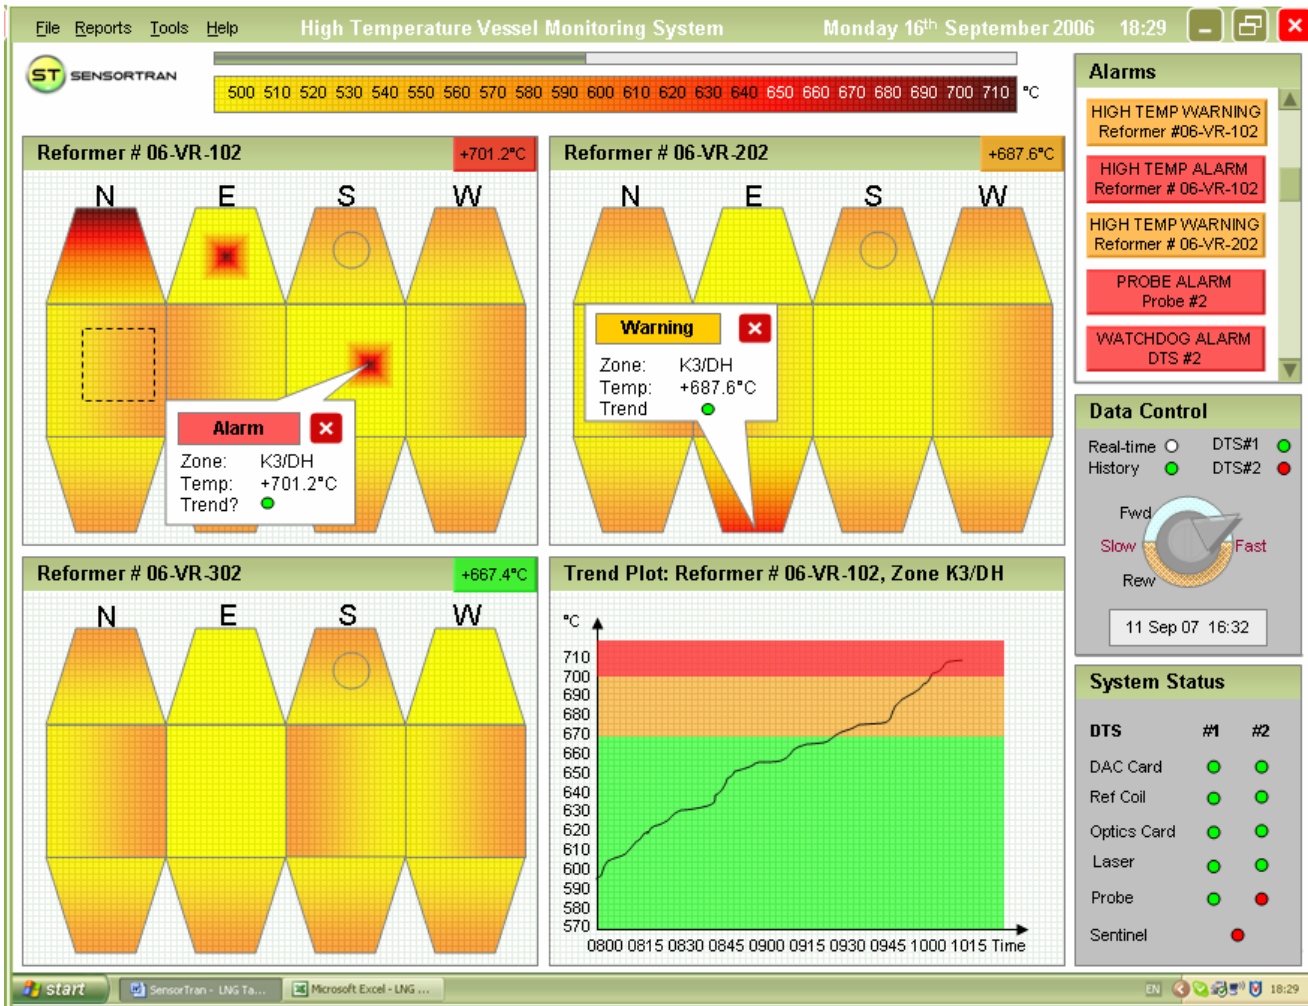 File Reports Tools Help High Temperature Vessel Monitoring System Monday 16th September 2006 18:29
ST SENSORTRAN
500 510 520 530 540 550 560 570 580 590 600 610 620 630 640 650 660 670 680 690 700 710 °C
Reformer # 06-VR-102 +701.2°C
N E S W
Alarm
Zone: K3/DH
Temp: +701.2°C
Trend?
Reformer # 06-VR-202 +687.6°C
N E S W
Warning
Zone: K3/DH
Temp: +687.6°C
Trend
Reformer # 06-VR-302 +667.4°C
N E S W
Trend Plot: Reformer # 06-VR-102, Zone K3/DH
°C
710
700
690
680
670
660
650
640
630
620
610
600
590
580
570
0800 0815 0830 0845 0900 0915 0930 0945 1000 1015 Time
Alarms
HIGH TEMP WARNING
Reformer #06-VR-102
HIGH TEMP ALARM
Reformer # 06-VR-102
HIGH TEMP WARNING
Reformer # 06-VR-202
PROBE ALARM
Probe #2
WATCHDOG ALARM
DTS #2
Data Control
Real-time DTS#1
History DTS#2
Fwd
Slow Fast
Rew
11 Sep 07 16:32
System Status
DTS #1 #2
DAC Card
Ref Coil
Optics Card
Laser
Probe
Sentinel
start SensorTran - LNG Ta... Microsoft Excel - LNG ... EN 18:29